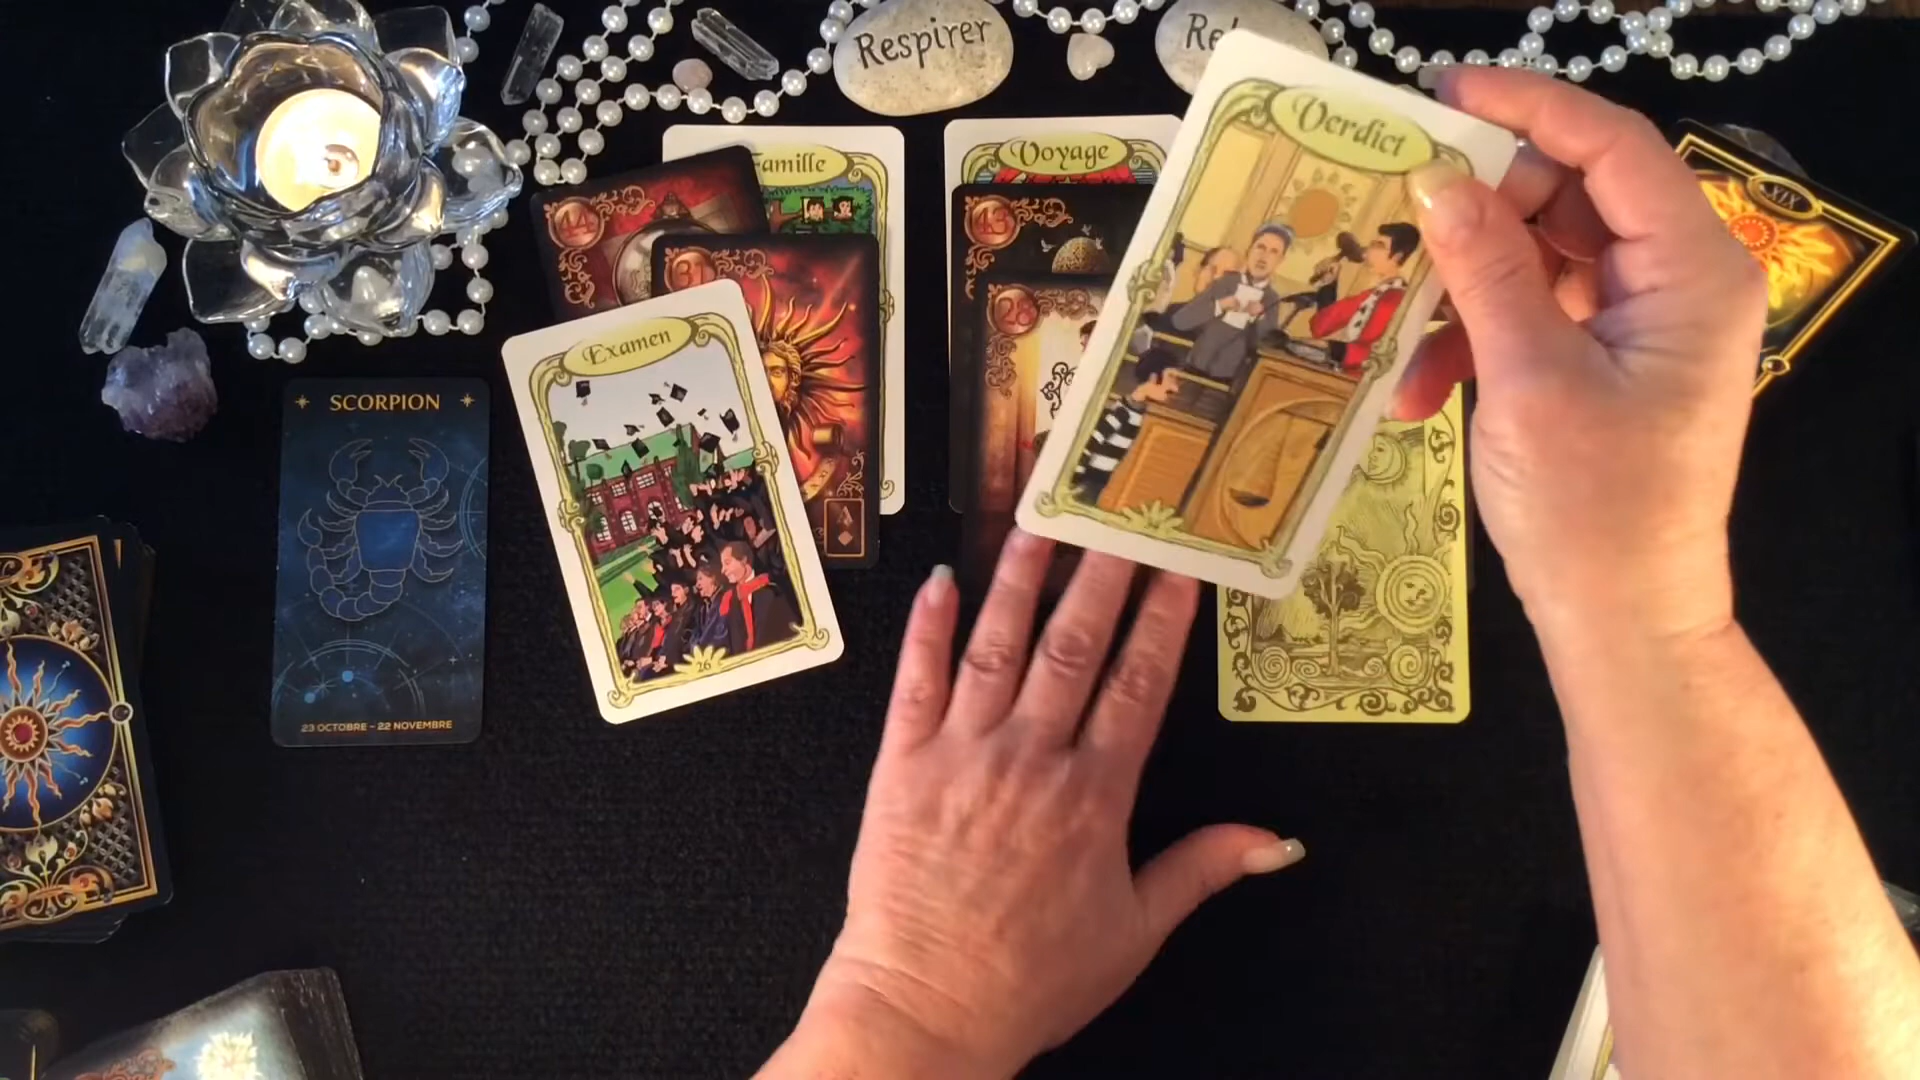 Respirer
Verdict
Famille
Voyage
XIX
44
43
31
28
Examen
SCORPION
26
23 OCTOBRE - 22 NOVEMBRE
A